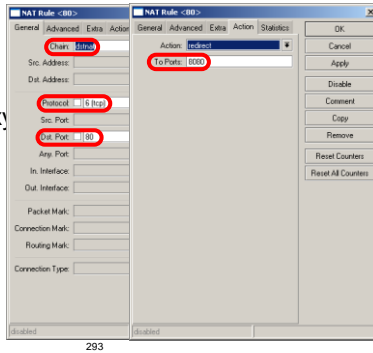 NAT Rule <80>
General Advanced Extra Action
Chain: dstnat
Src. Address:
Dst. Address:
Protocol: 6 (tcp)
Src. Port:
Dst. Port: 80
Any. Port:
In. Interface:
Out. Interface:
Packet Mark:
Connection Mark:
Routing Mark:
Connection Type:
disabled
NAT Rule <80>
General Advanced Extra Action Statistics
Action: redirect
To Ports: 8080
OK
Cancel
Apply
Disable
Comment
Copy
Remove
Reset Counters
Reset All Counters
disabled
293